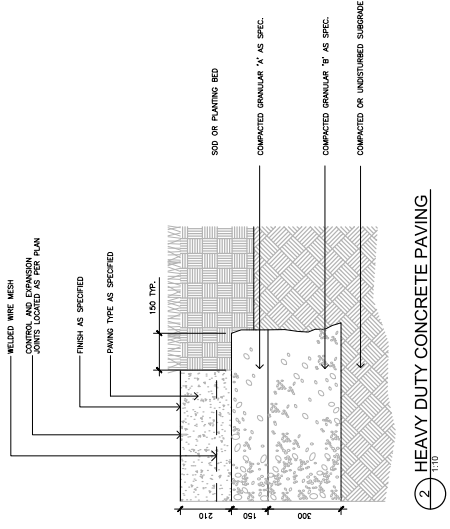 WELDED WIRE MESH
CONTROL AND EXPANSION
JOINTS LOCATED AS PER PLAN
FINISH AS SPECIFIED
PAVING TYPE AS SPECIFIED
150 TYP.
SOD OR PLANTING BED
COMPACTED GRANULAR 'A' AS SPEC.
COMPACTED GRANULAR 'B' AS SPEC.
COMPACTED OR UNDISTURBED SUBGRADE
210
150
300
2 HEAVY DUTY CONCRETE PAVING
1:10